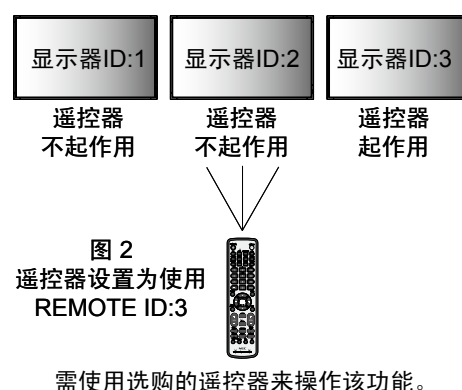 显示器ID:1
显示器ID:2
显示器ID:3
遥控器
不起作用
遥控器
不起作用
遥控器
起作用
图 2
遥控器设置为使用
REMOTE ID:3
需使用选购的遥控器来操作该功能。